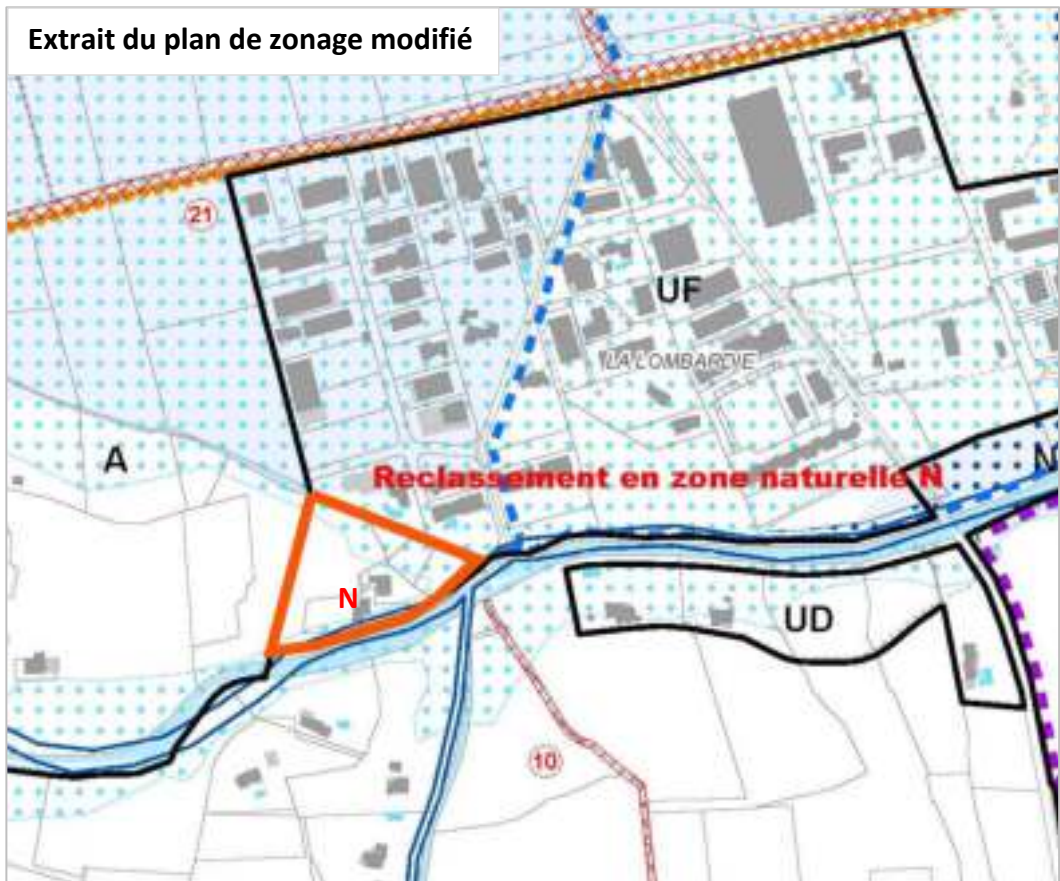 Extrait du plan de zonage modifié
21
UF
LA LOMBARDIE
A
Reclassement en zone naturelle N
N
N
UD
10